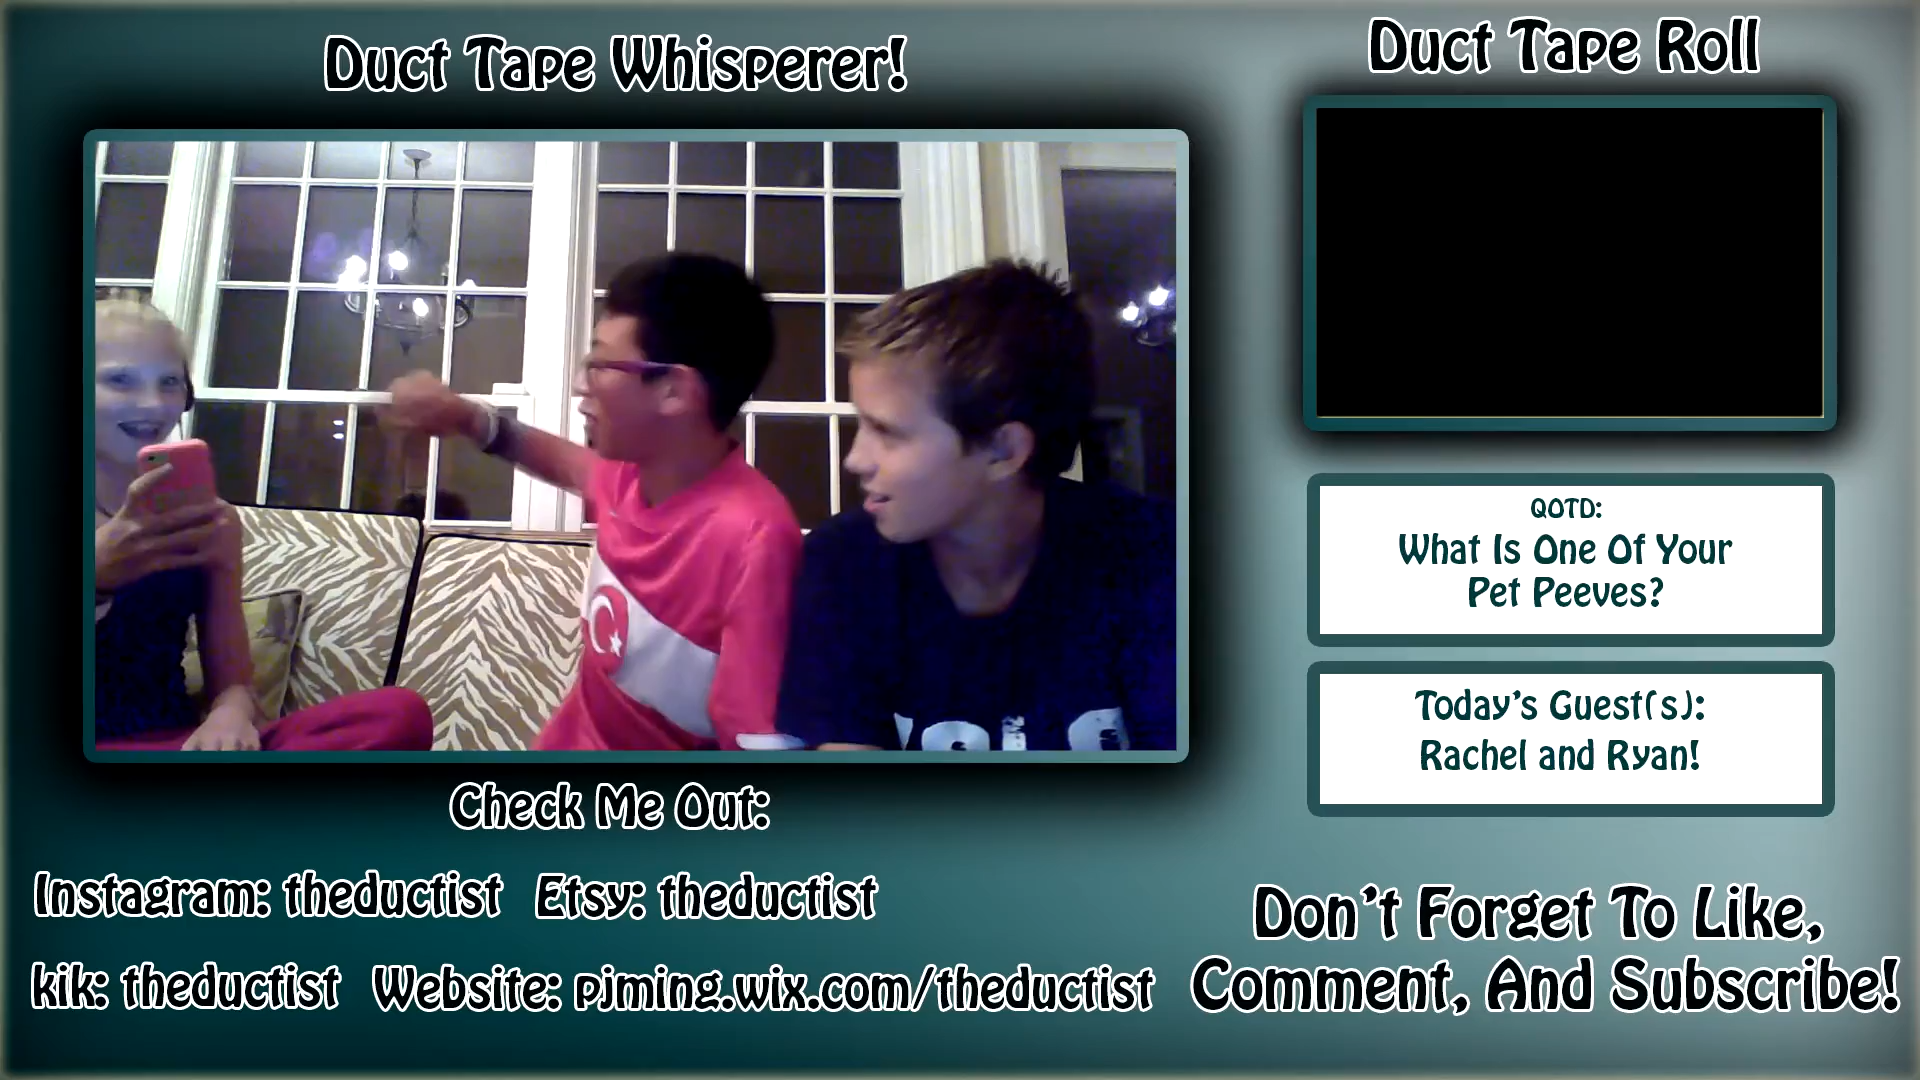 Duct Tape Whisperer!
Duct Tape Roll
QOTD:
What Is One Of Your
Pet Peeves?
Today's Guest(s):
Rachel and Ryan!
Check Me Out:
Instagram: theductist Etsy: theductist
kik: theductist Website: pjming.wix.com/theductist
Don't Forget To Like,
Comment, And Subscribe!